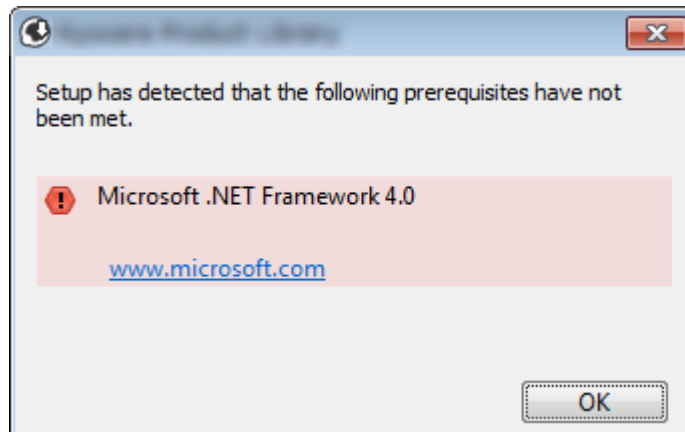 Setup has detected that the following prerequisites have not
been met.
Microsoft .NET Framework 4.0
www.microsoft.com
OK